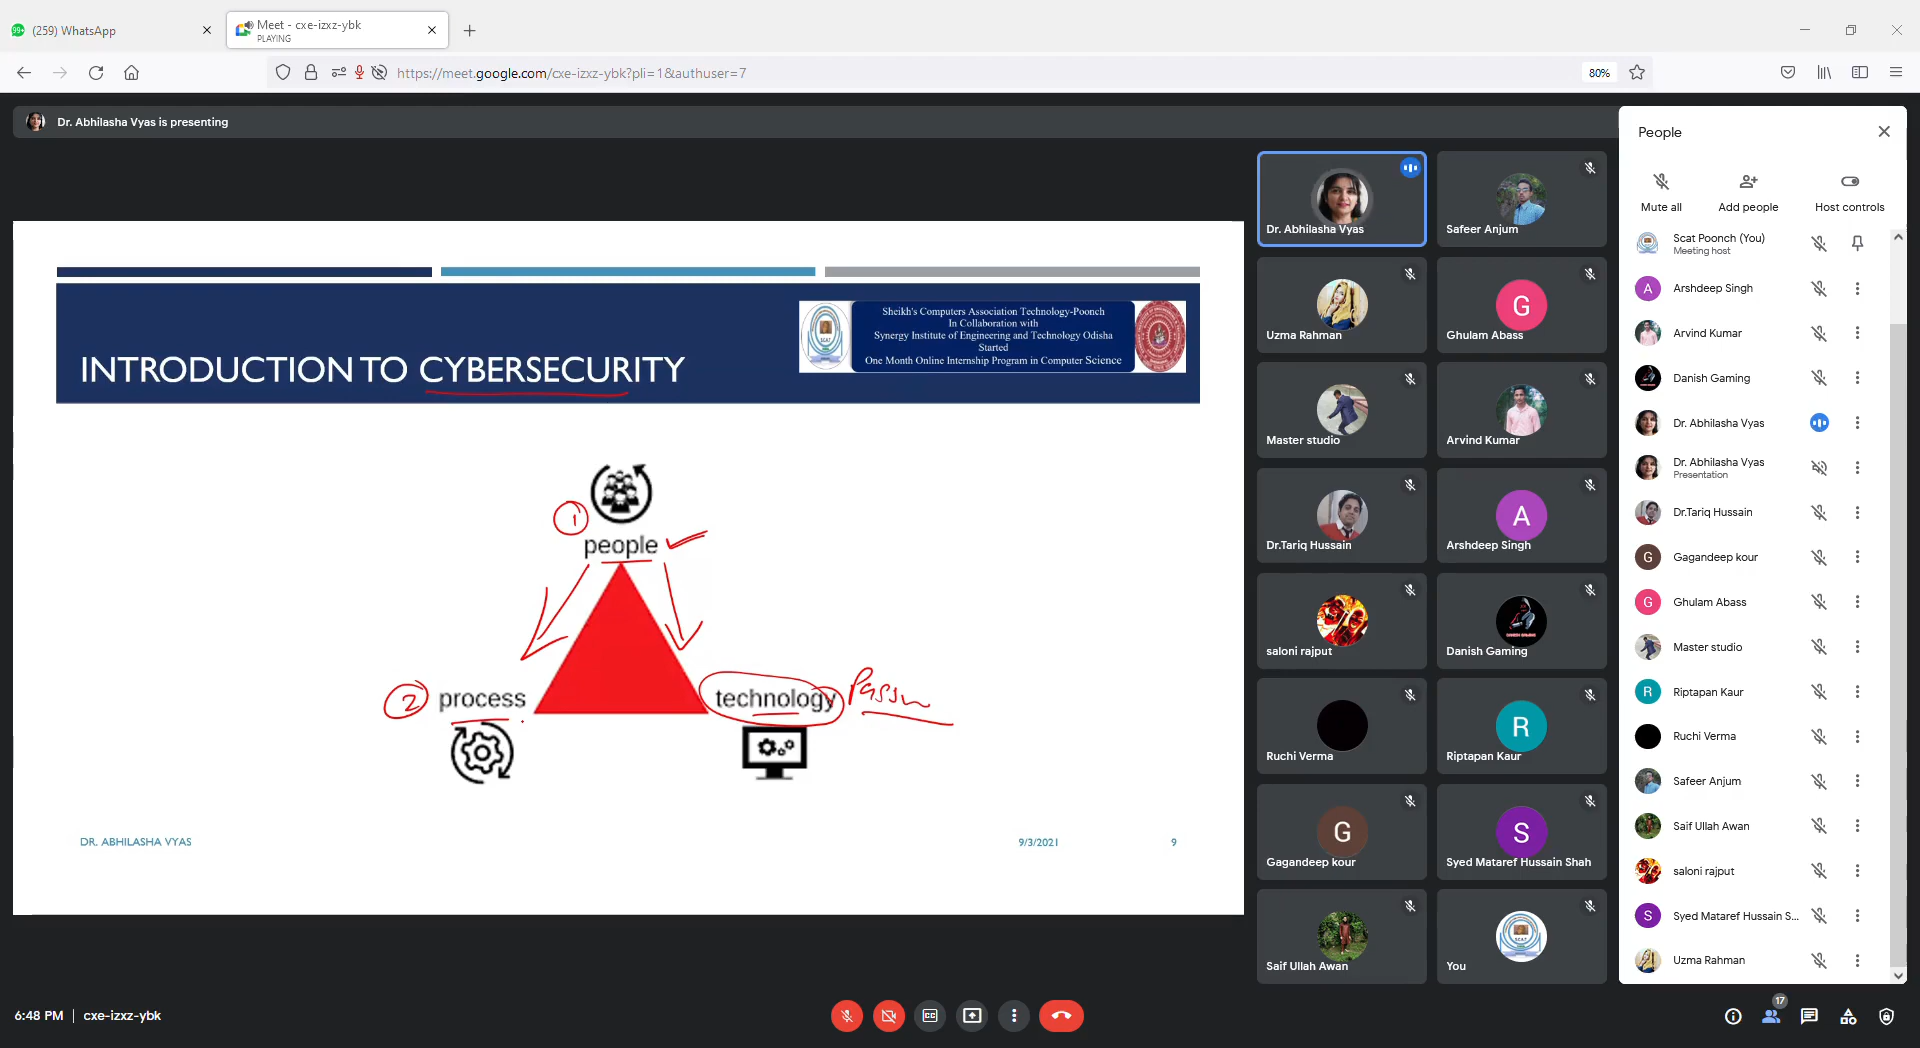 (259) WhatsApp
Meet - cxe-izxz-ybk
PLAYING
https://meet.google.com/cxe-izxz-ybk?pli=1&authuser=7
80%
Dr. Abhilasha Vyas is presenting
INTRODUCTION TO CYBERSECURITY
SCAT
Sheikh's Computers Association Technology-Poonch
In Collaboration with
Synergy Institute of Engineering and Technology Odisha
Started
One Month Online Internship Program in Computer Science
1
people
2 process
technology
DR. ABHILASHA VYAS
9/3/2021
9
Dr. Abhilasha Vyas
Safeer Anjum
Uzma Rahman
G
Ghulam Abass
Master studio
Arvind Kumar
Dr.Tariq Hussain
A
Arshdeep Singh
saloni rajput
Danish Gaming
Ruchi Verma
R
Riptapan Kaur
G
Gagandeep kour
S
Syed Mataref Hussain Shah
Saif Ullah Awan
SCAT
You
People
Mute all
Add people
Host controls
Scat Poonch (You)
Meeting host
A
Arshdeep Singh
Arvind Kumar
Danish Gaming
Dr. Abhilasha Vyas
Dr. Abhilasha Vyas
Presentation
Dr.Tariq Hussain
G
Gagandeep kour
G
Ghulam Abass
Master studio
R
Riptapan Kaur
Ruchi Verma
Safeer Anjum
Saif Ullah Awan
saloni rajput
S
Syed Mataref Hussain S...
Uzma Rahman
6:48 PM | cxe-izxz-ybk
17